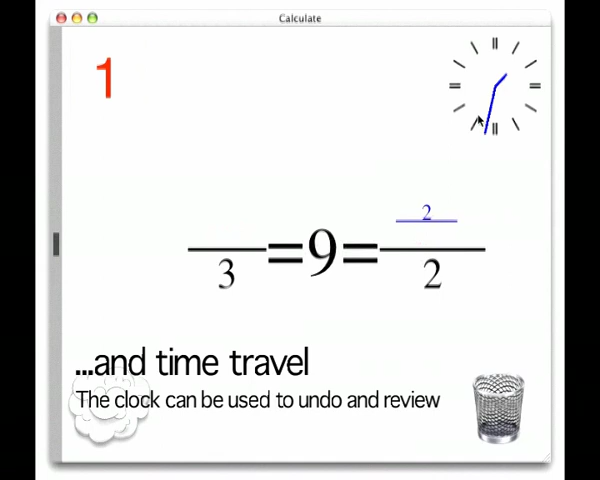 Calculate
1
2
=9=
3
2
...and time travel
The clock can be used to undo and review